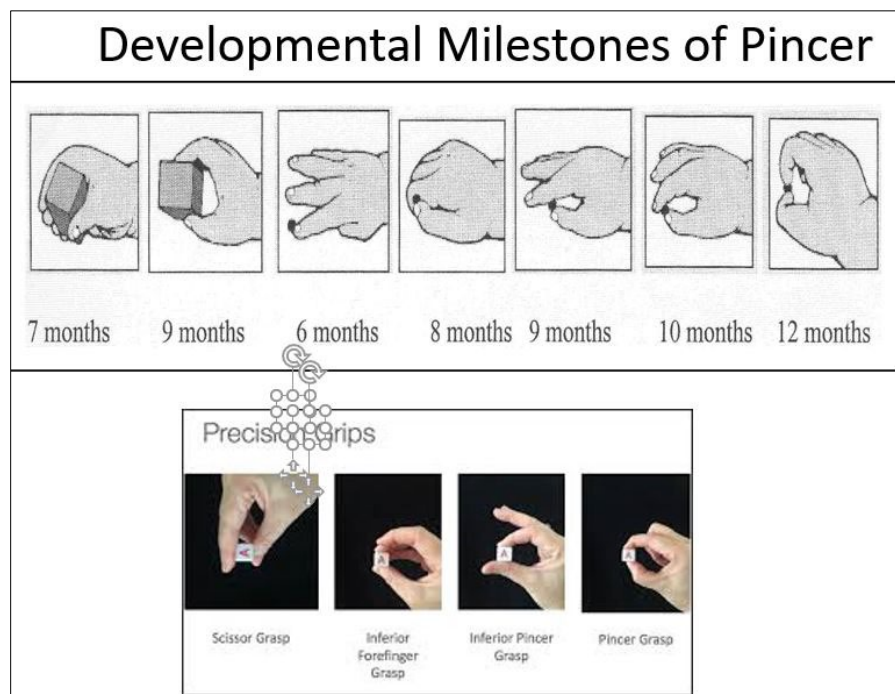 Developmental Milestones of Pincer
7 months 9 months 6 months 8 months 9 months 10 months 12 months
Precision Grips
A A A A
Scissor Grasp Inferior Forefinger Grasp Inferior Pincer Grasp Pincer Grasp